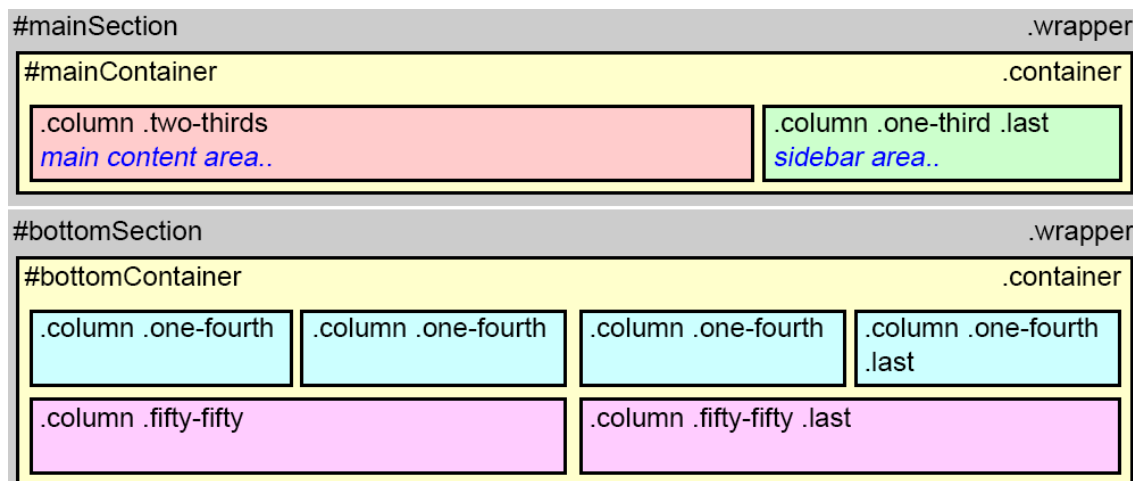 #mainSection .wrapper
#mainContainer .container
.column .two-thirds
main content area..
.column .one-third .last
sidebar area..
#bottomSection .wrapper
#bottomContainer .container
.column .one-fourth
.column .one-fourth
.column .one-fourth
.column .one-fourth
.last
.column .fifty-fifty
.column .fifty-fifty .last